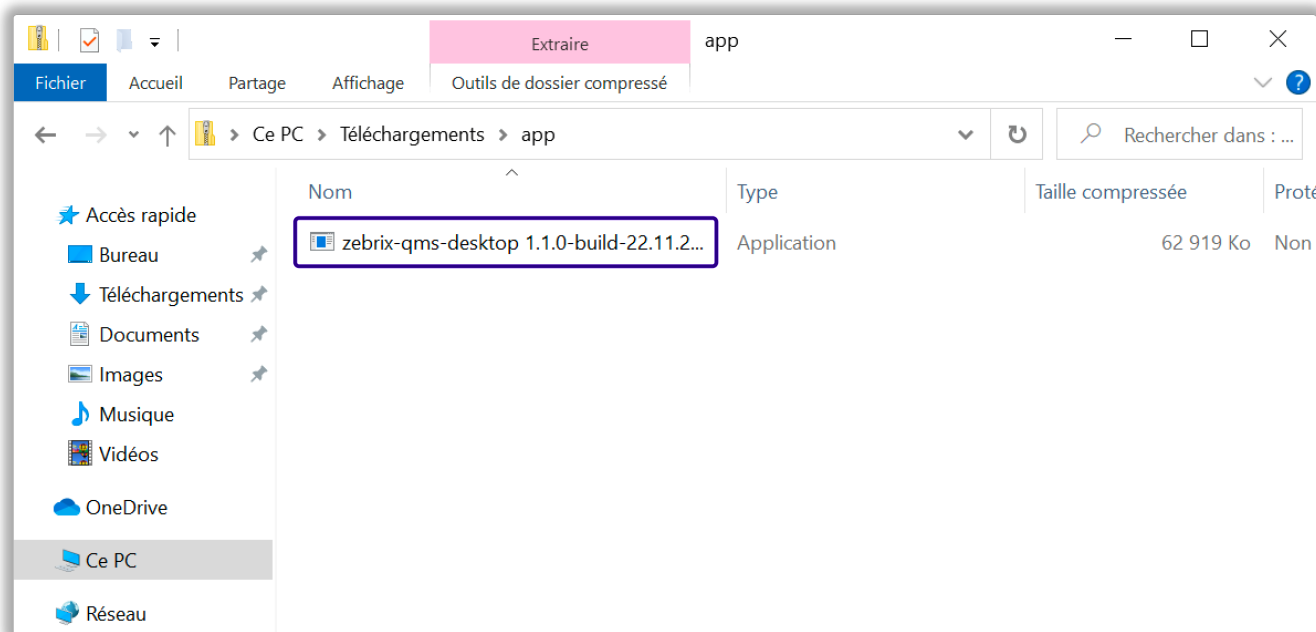 Extraire
app
Fichier Accueil Partage Affichage Outils de dossier compressé ?
Ce PC > Téléchargements > app
Rechercher dans : ...
Nom Type Taille compressée Proté
zebrix-qms-desktop 1.1.0-build-22.11.2... Application 62 919 Ko Non
Accès rapide
Bureau
Téléchargements
Documents
Images
Musique
Vidéos
OneDrive
Ce PC
Réseau